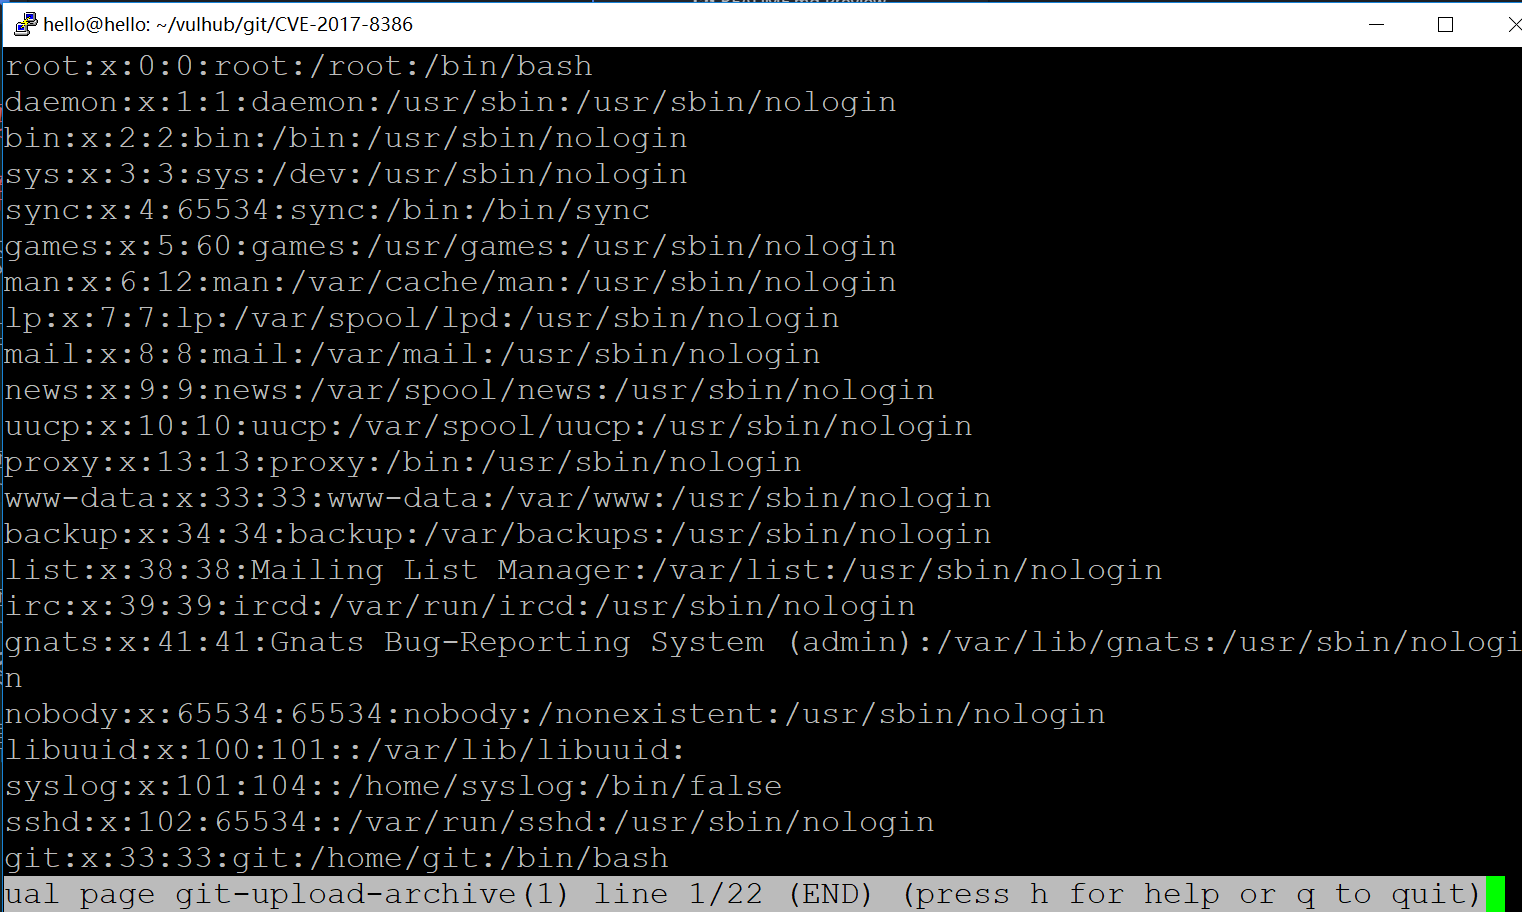 hello@hello: ~/vulhub/git/CVE-2017-8386
root:x:0:0:root:/root:/bin/bash
daemon:x:1:1:daemon:/usr/sbin:/usr/sbin/nologin
bin:x:2:2:bin:/bin:/usr/sbin/nologin
sys:x:3:3:sys:/dev:/usr/sbin/nologin
sync:x:4:65534:sync:/bin:/bin/sync
games:x:5:60:games:/usr/games:/usr/sbin/nologin
man:x:6:12:man:/var/cache/man:/usr/sbin/nologin
lp:x:7:7:lp:/var/spool/lpd:/usr/sbin/nologin
mail:x:8:8:mail:/var/mail:/usr/sbin/nologin
news:x:9:9:news:/var/spool/news:/usr/sbin/nologin
uucp:x:10:10:uucp:/var/spool/uucp:/usr/sbin/nologin
proxy:x:13:13:proxy:/bin:/usr/sbin/nologin
www-data:x:33:33:www-data:/var/www:/usr/sbin/nologin
backup:x:34:34:backup:/var/backups:/usr/sbin/nologin
list:x:38:38:Mailing List Manager:/var/list:/usr/sbin/nologin
irc:x:39:39:ircd:/var/run/ircd:/usr/sbin/nologin
gnats:x:41:41:Gnats Bug-Reporting System (admin):/var/lib/gnats:/usr/sbin/nologi
n
nobody:x:65534:65534:nobody:/nonexistent:/usr/sbin/nologin
libuuid:x:100:101::/var/lib/libuuid:
syslog:x:101:104::/home/syslog:/bin/false
sshd:x:102:65534::/var/run/sshd:/usr/sbin/nologin
git:x:33:33:git:/home/git:/bin/bash
ual page git-upload-archive(1) line 1/22 (END) (press h for help or q to quit)